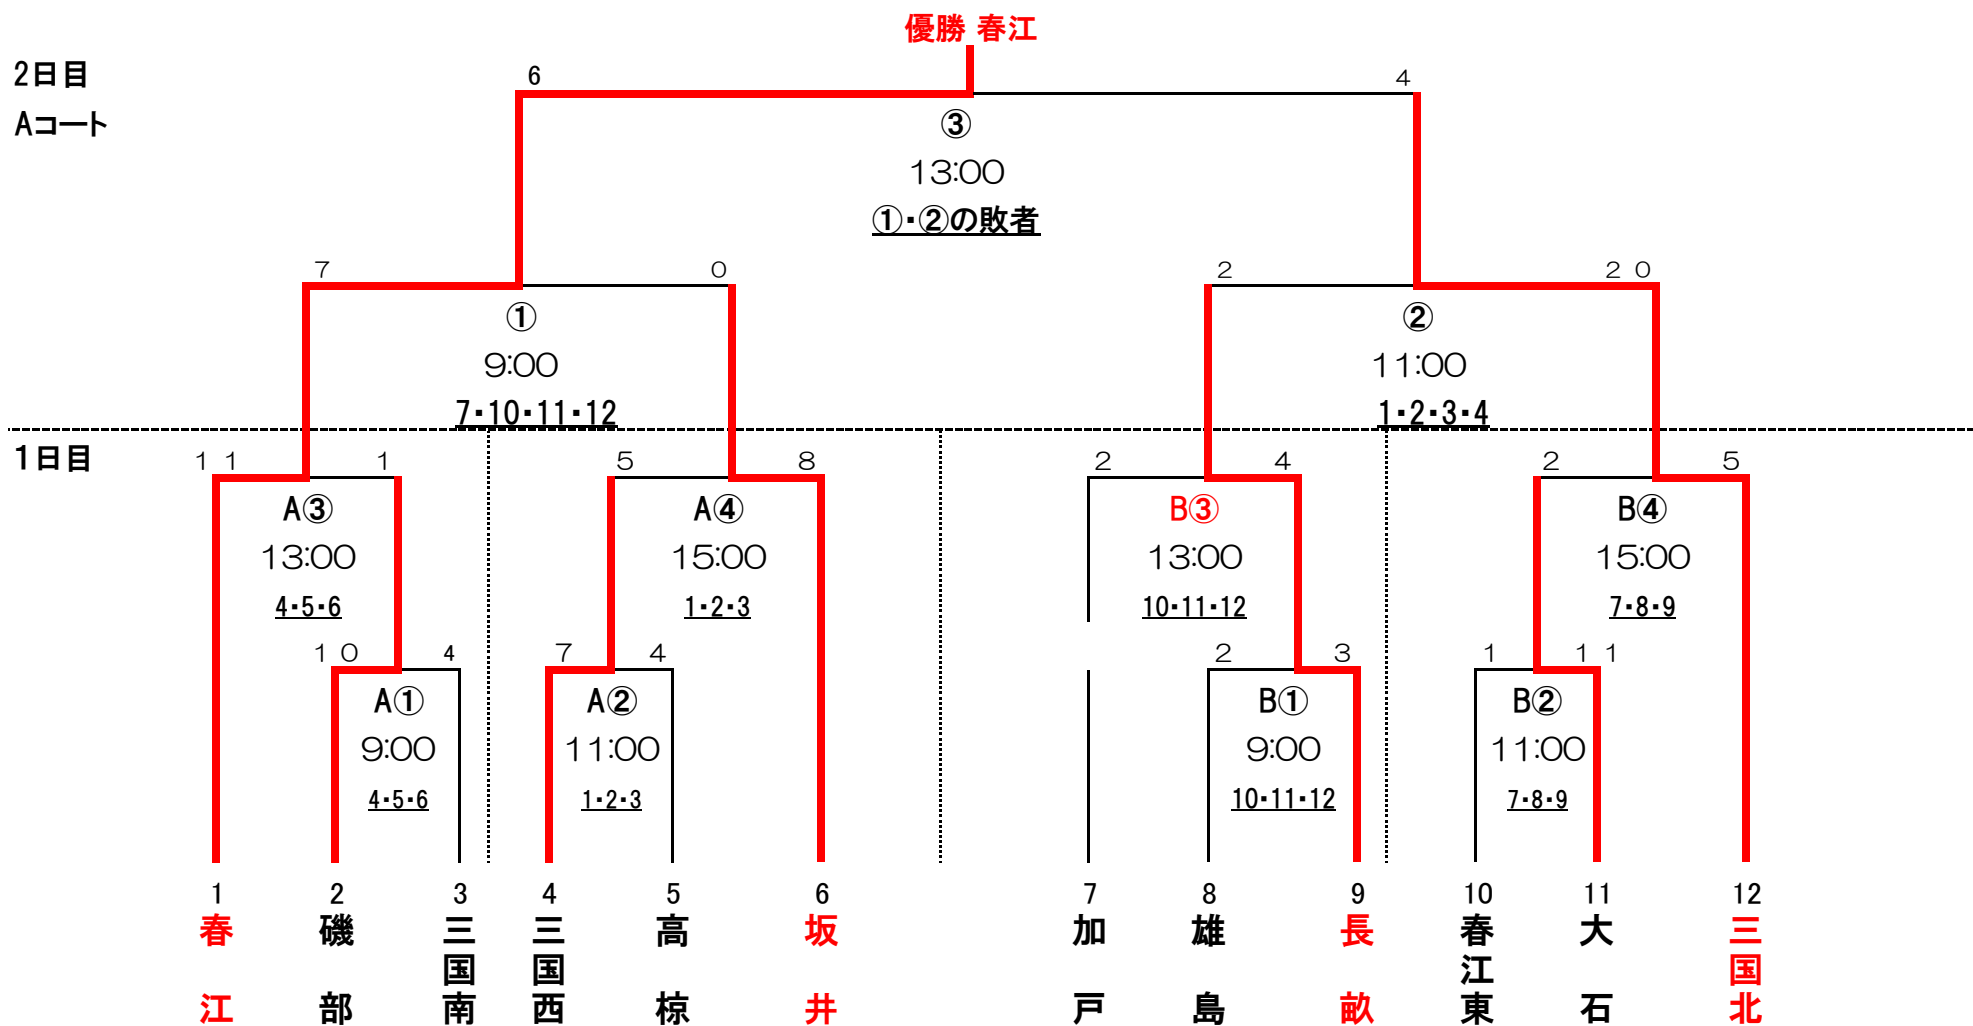 優勝 春江
2日目
6
4
Aコート
③
13:00
①・②の敗者
7
0
2
20
①
②
9:00
11:00
7・10・11・12
1・2・3・4
1日目
11
1
5
8
2
4
2
5
A③
A④
B③
B④
13:00
15:00
13:00
15:00
4・5・6
1・2・3
10・11・12
7・8・9
10
4
7
4
2
3
1
11
A①
A②
B①
B②
9:00
11:00
9:00
11:00
4・5・6
1・2・3
10・11・12
7・8・9
1
2
3
4
5
6
7
8
9
10
11
12
春江
磯部
三国南
三国西
高椋
坂井
加戸
雄島
長畝
春江東
大石
三国北